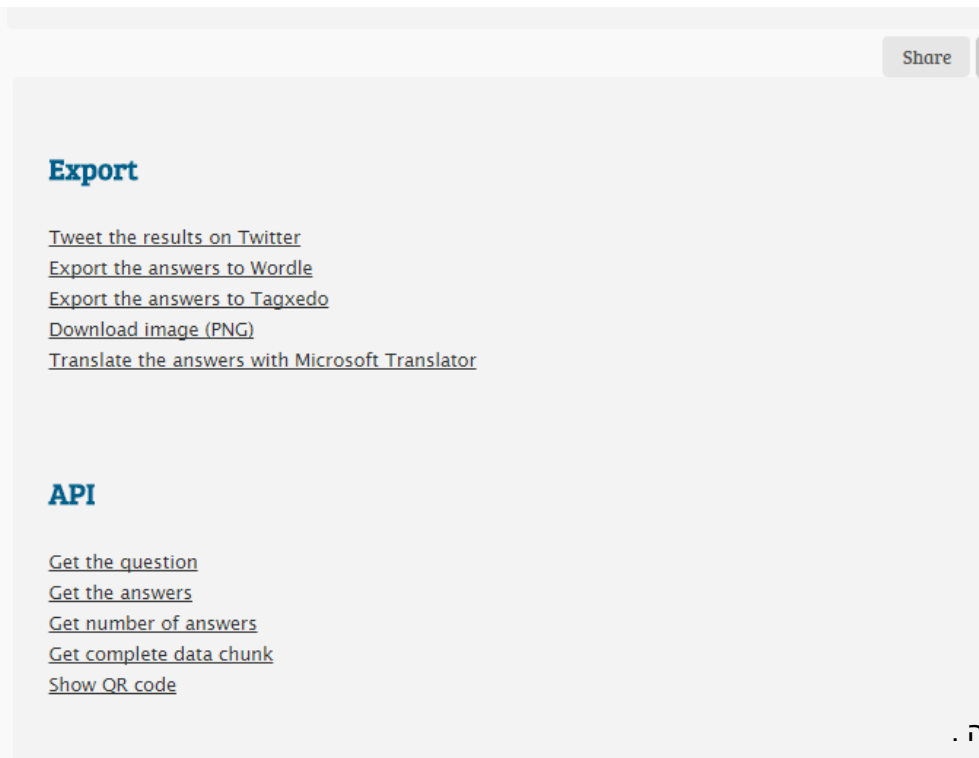 Share
Export
Tweet the results on Twitter
Export the answers to Wordle
Export the answers to Tagxedo
Download image (PNG)
Translate the answers with Microsoft Translator
API
Get the question
Get the answers
Get number of answers
Get complete data chunk
Show QR code